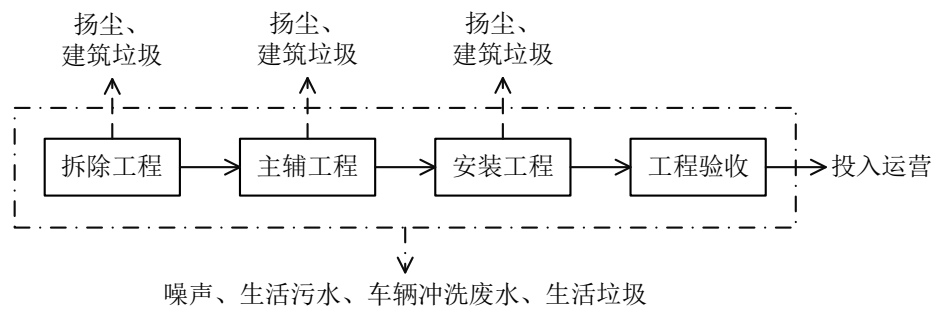 扬尘、
建筑垃圾
扬尘、
建筑垃圾
扬尘、
建筑垃圾
拆除工程
主辅工程
安装工程
工程验收
投入运营
噪声、生活污水、车辆冲洗废水、生活垃圾